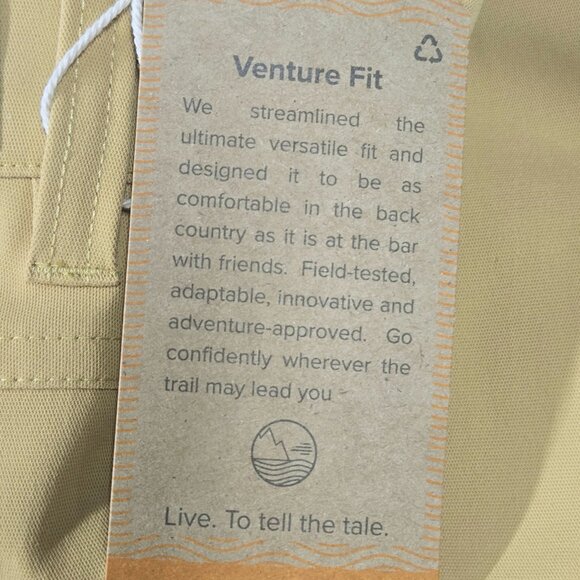 Venture Fit
We streamlined the
ultimate versatile fit and
designed it to be as
comfortable in the back
country as it is at the bar
with friends. Field-tested,
adaptable, innovative and
adventure-approved. Go
confidently wherever the
trail may lead you
Live. To tell the tale.